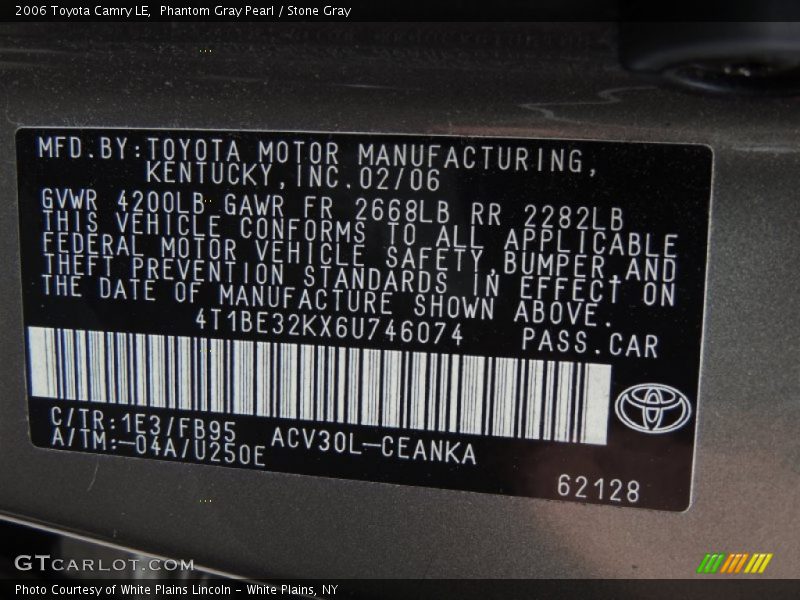 2006 Toyota Camry LE, Phantom Gray Pearl / Stone Gray
MFD.BY:TOYOTA MOTOR MANUFACTURING,
KENTUCKY,INC.02/06
GVWR 4200LB GAWR FR 2668LB RR 2282LB
THIS VEHICLE CONFORMS TO ALL APPLICABLE
FEDERAL MOTOR VEHICLE SAFETY,BUMPER,AND
THEFT PREVENTION STANDARDS IN EFFECT ON
THE DATE OF MANUFACTURE SHOWN ABOVE.
4T1BE32KX6U746074 PASS.CAR
C/TR:1E3/FB95
A/TM:-04A/U250E
ACV30L-CEANKA
62128
GTCARLOT.COM
Photo Courtesy of White Plains Lincoln - White Plains, NY